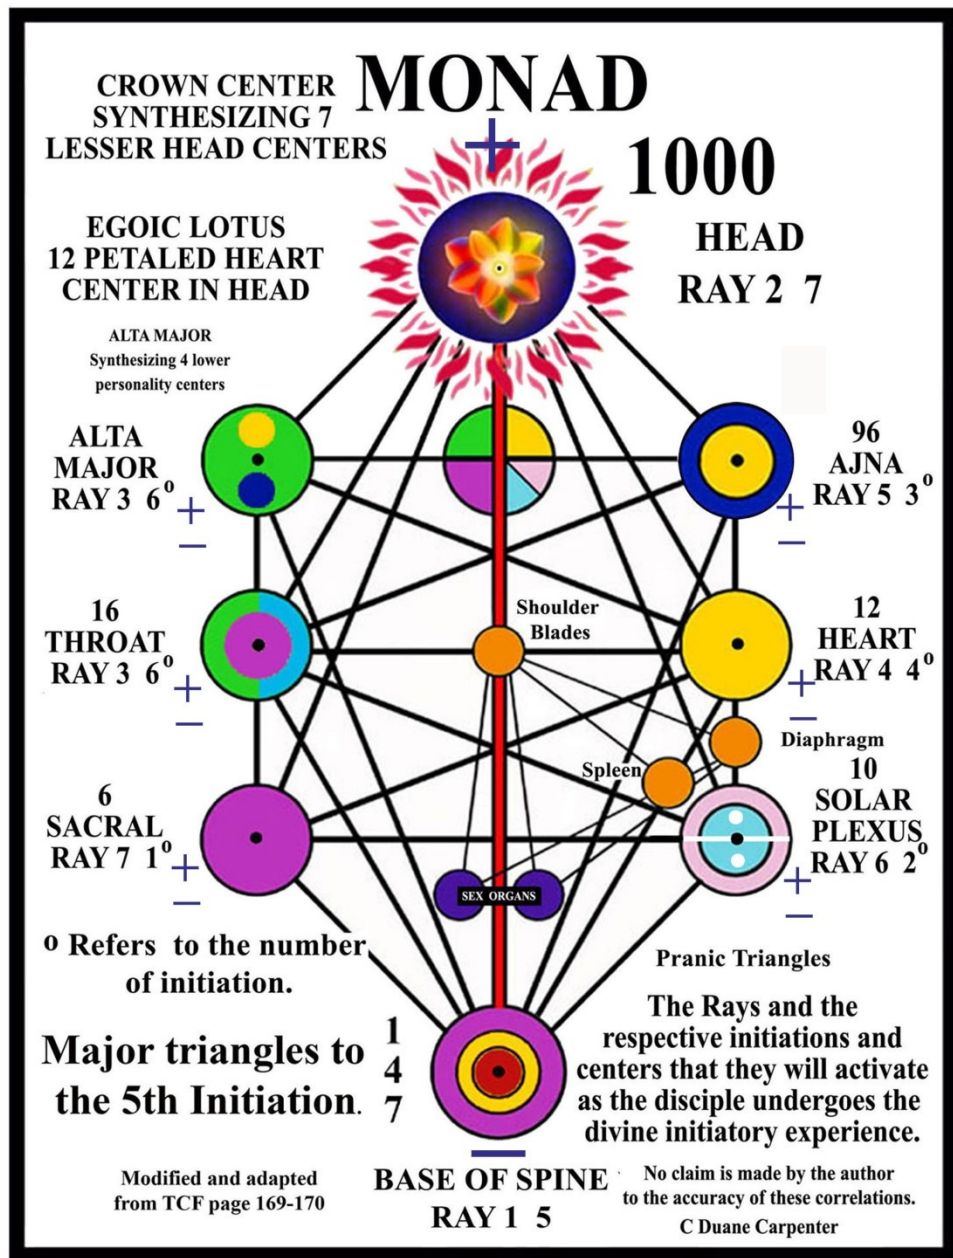 MONAD
CROWN CENTER
SYNTHESIZING 7
LESSER HEAD CENTERS
+
1000
HEAD
RAY 2 7
EGOIC LOTUS
12 PETALED HEART
CENTER IN HEAD
ALTA MAJOR
Synthesizing 4 lower
personality centers
ALTA
MAJOR
RAY 3 6°
+
−
96
AJNA
RAY 5 3°
+
−
16
THROAT
RAY 3 6°
+
−
Shoulder
Blades
12
HEART
RAY 4 4°
+
−
Diaphragm
Spleen
6
SACRAL
RAY 7 1°
+
−
10
SOLAR
PLEXUS
RAY 6 2°
+
−
SEX ORGANS
o Refers to the number
of initiation.
Pranic Triangles
Major triangles to
the 5th Initiation.
1
4
7
The Rays and the
respective initiations and
centers that they will activate
as the disciple undergoes the
divine initiatory experience.
−
BASE OF SPINE
RAY 1 5
Modified and adapted
from TCF page 169-170
No claim is made by the author
to the accuracy of these correlations.
C Duane Carpenter